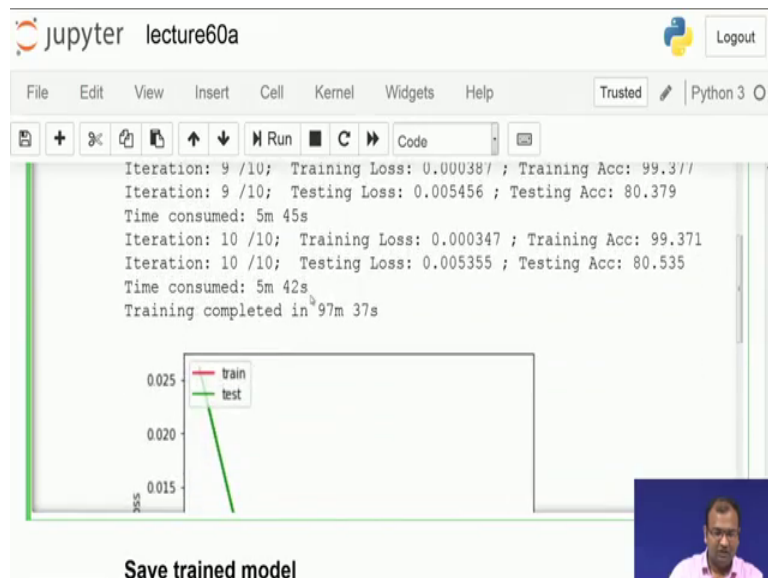 jupyter lecture60a
Logout
File Edit View Insert Cell Kernel Widgets Help
Trusted
Python 3
Run
Code
Iteration: 9 /10; Training Loss: 0.000387 ; Training Acc: 99.377
Iteration: 9 /10; Testing Loss: 0.005456 ; Testing Acc: 80.379
Time consumed: 5m 45s
Iteration: 10 /10; Training Loss: 0.000347 ; Training Acc: 99.371
Iteration: 10 /10; Testing Loss: 0.005355 ; Testing Acc: 80.535
Time consumed: 5m 42s
Training completed in 97m 37s
train
test
0.025
0.020
0.015
oss
Save trained model